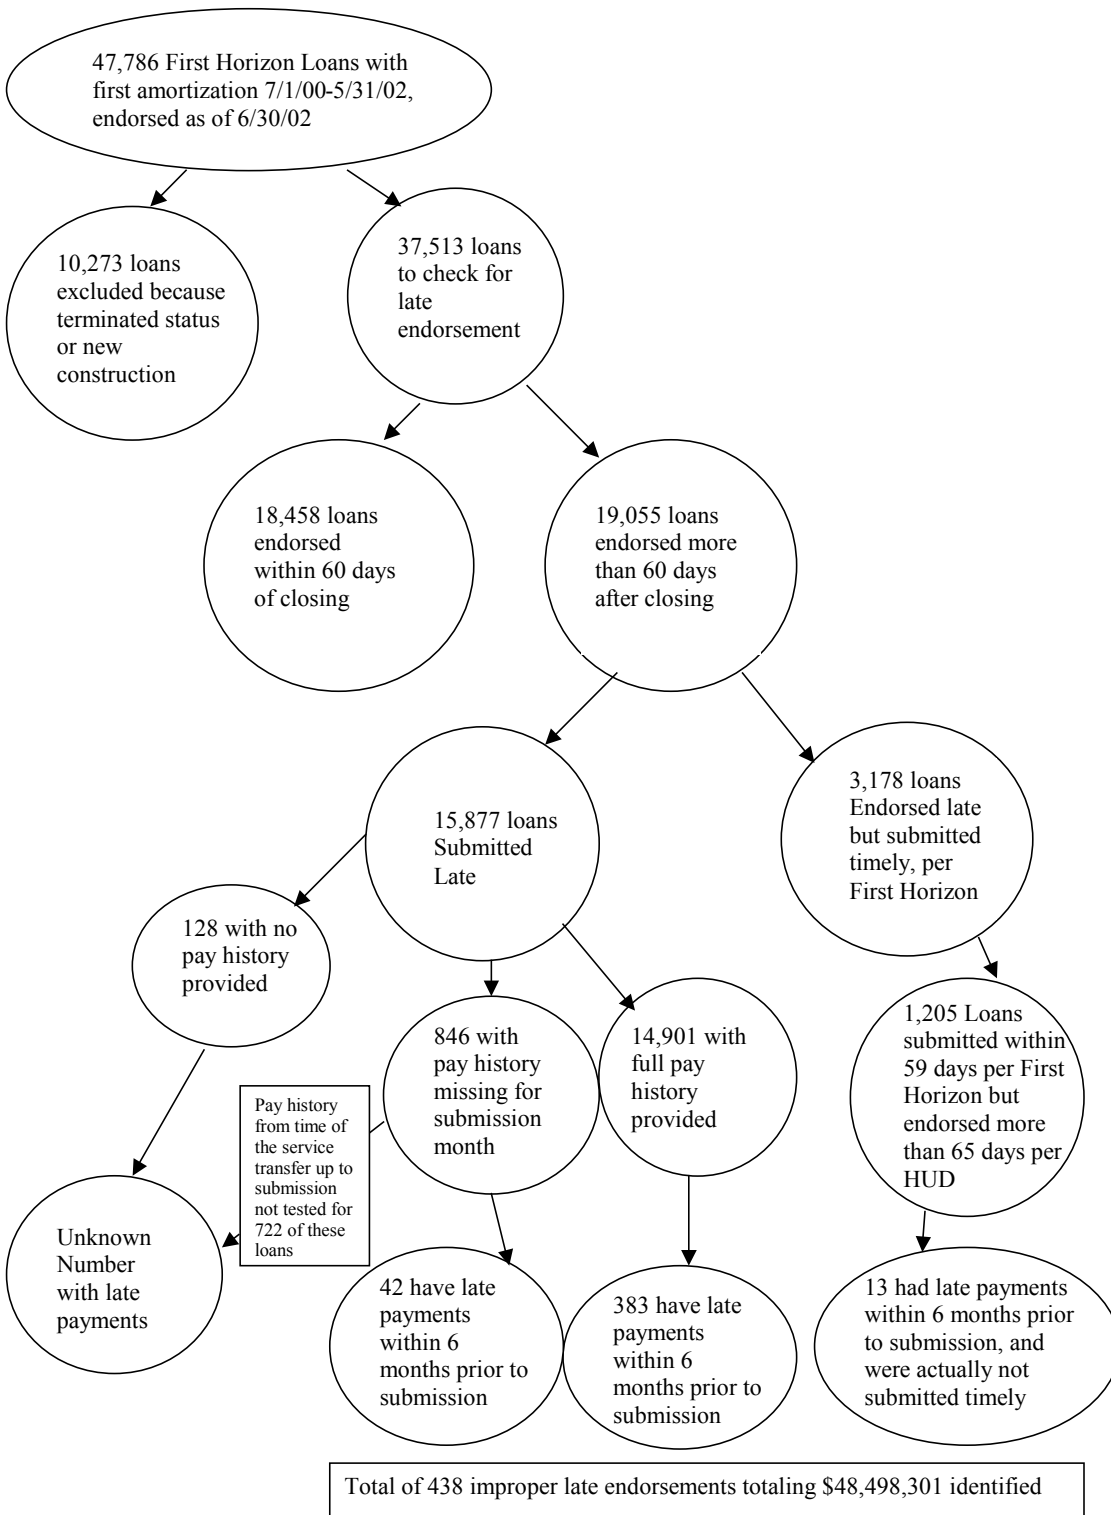 47,786 First Horizon Loans with
first amortization 7/1/00-5/31/02,
endorsed as of 6/30/02
10,273 loans
excluded because
terminated status
or new
construction
37,513 loans
to check for
late
endorsement
18,458 loans
endorsed
within 60 days
of closing
19,055 loans
endorsed more
than 60 days
after closing
15,877 loans
Submitted
Late
3,178 loans
Endorsed late
but submitted
timely, per
First Horizon
128 with no
pay history
provided
846 with
pay history
missing for
submission
month
14,901 with
full pay
history
provided
1,205 Loans
submitted within
59 days per First
Horizon but
endorsed more
than 65 days per
HUD
Pay history
from time of
the service
transfer up to
submission
not tested for
722 of these
loans
Unknown
Number
with late
payments
42 have late
payments
within 6
months prior to
submission
383 have late
payments
within 6
months prior to
submission
13 had late payments
within 6 months prior
to submission, and
were actually not
submitted timely
Total of 438 improper late endorsements totaling $48,498,301 identified